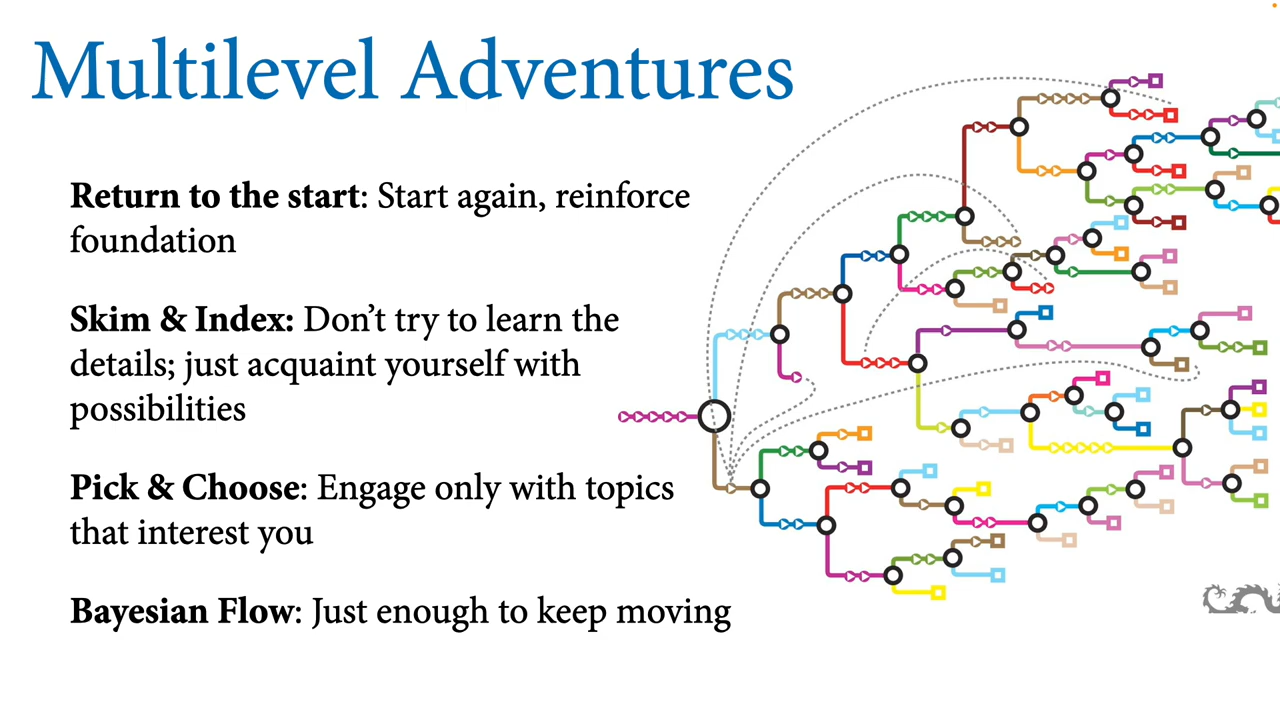 Multilevel Adventures
Return to the start: Start again, reinforce
foundation
Skim & Index: Don’t try to learn the
details; just acquaint yourself with
possibilities
Pick & Choose: Engage only with topics
that interest you
Bayesian Flow: Just enough to keep moving